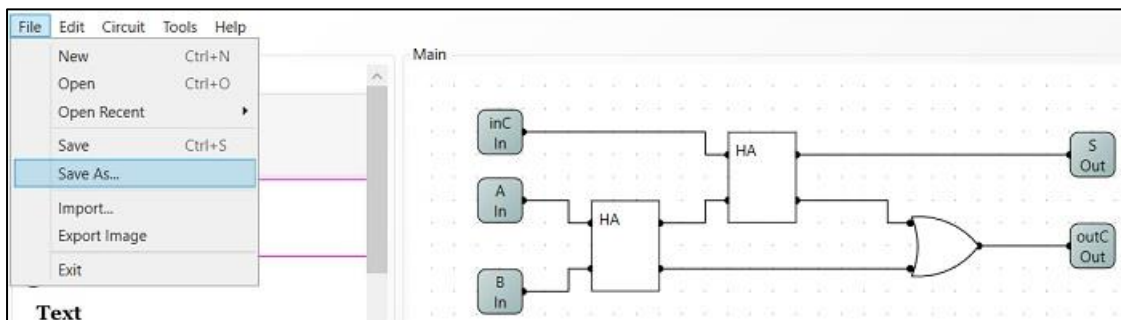 File Edit Circuit Tools Help
New Ctrl+N
Open Ctrl+O
Open Recent
Save Ctrl+S
Save As...
Import...
Export Image
Exit
Text
Main
inC
In
HA
S
Out
A
In
HA
outC
Out
B
In